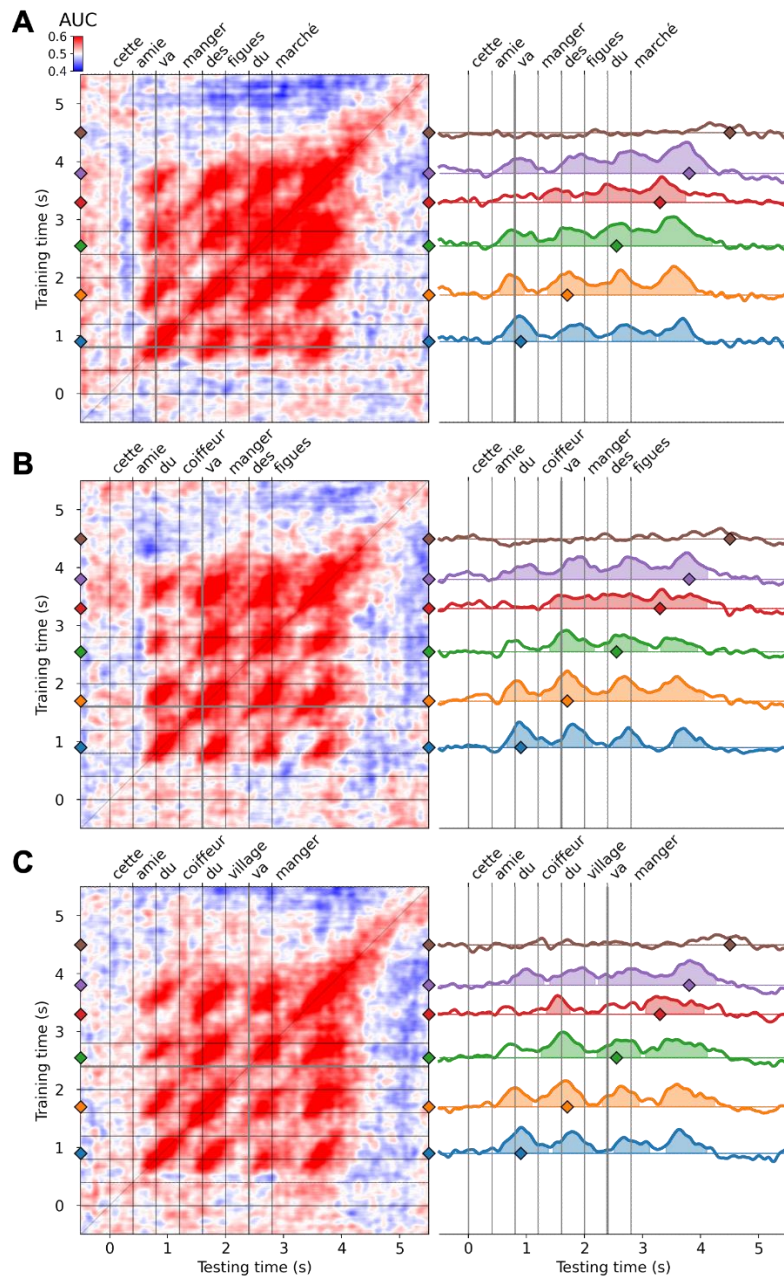 A
AUC
0.6
0.4
cette amie va manger des figues du marché
cette amie va manger des figues du marché
Training time (s)
5
4
3
2
1
0
B
cette amie du coiffeur va manger des figues
cette amie du coiffeur va manger des figues
Training time (s)
5
4
3
2
1
0
C
cette amie du coiffeur du village va manger
cette amie du coiffeur du village va manger
Training time (s)
5
4
3
2
1
0
0 1 2 3 4 5
0 1 2 3 4 5
Testing time (s)
Testing time (s)